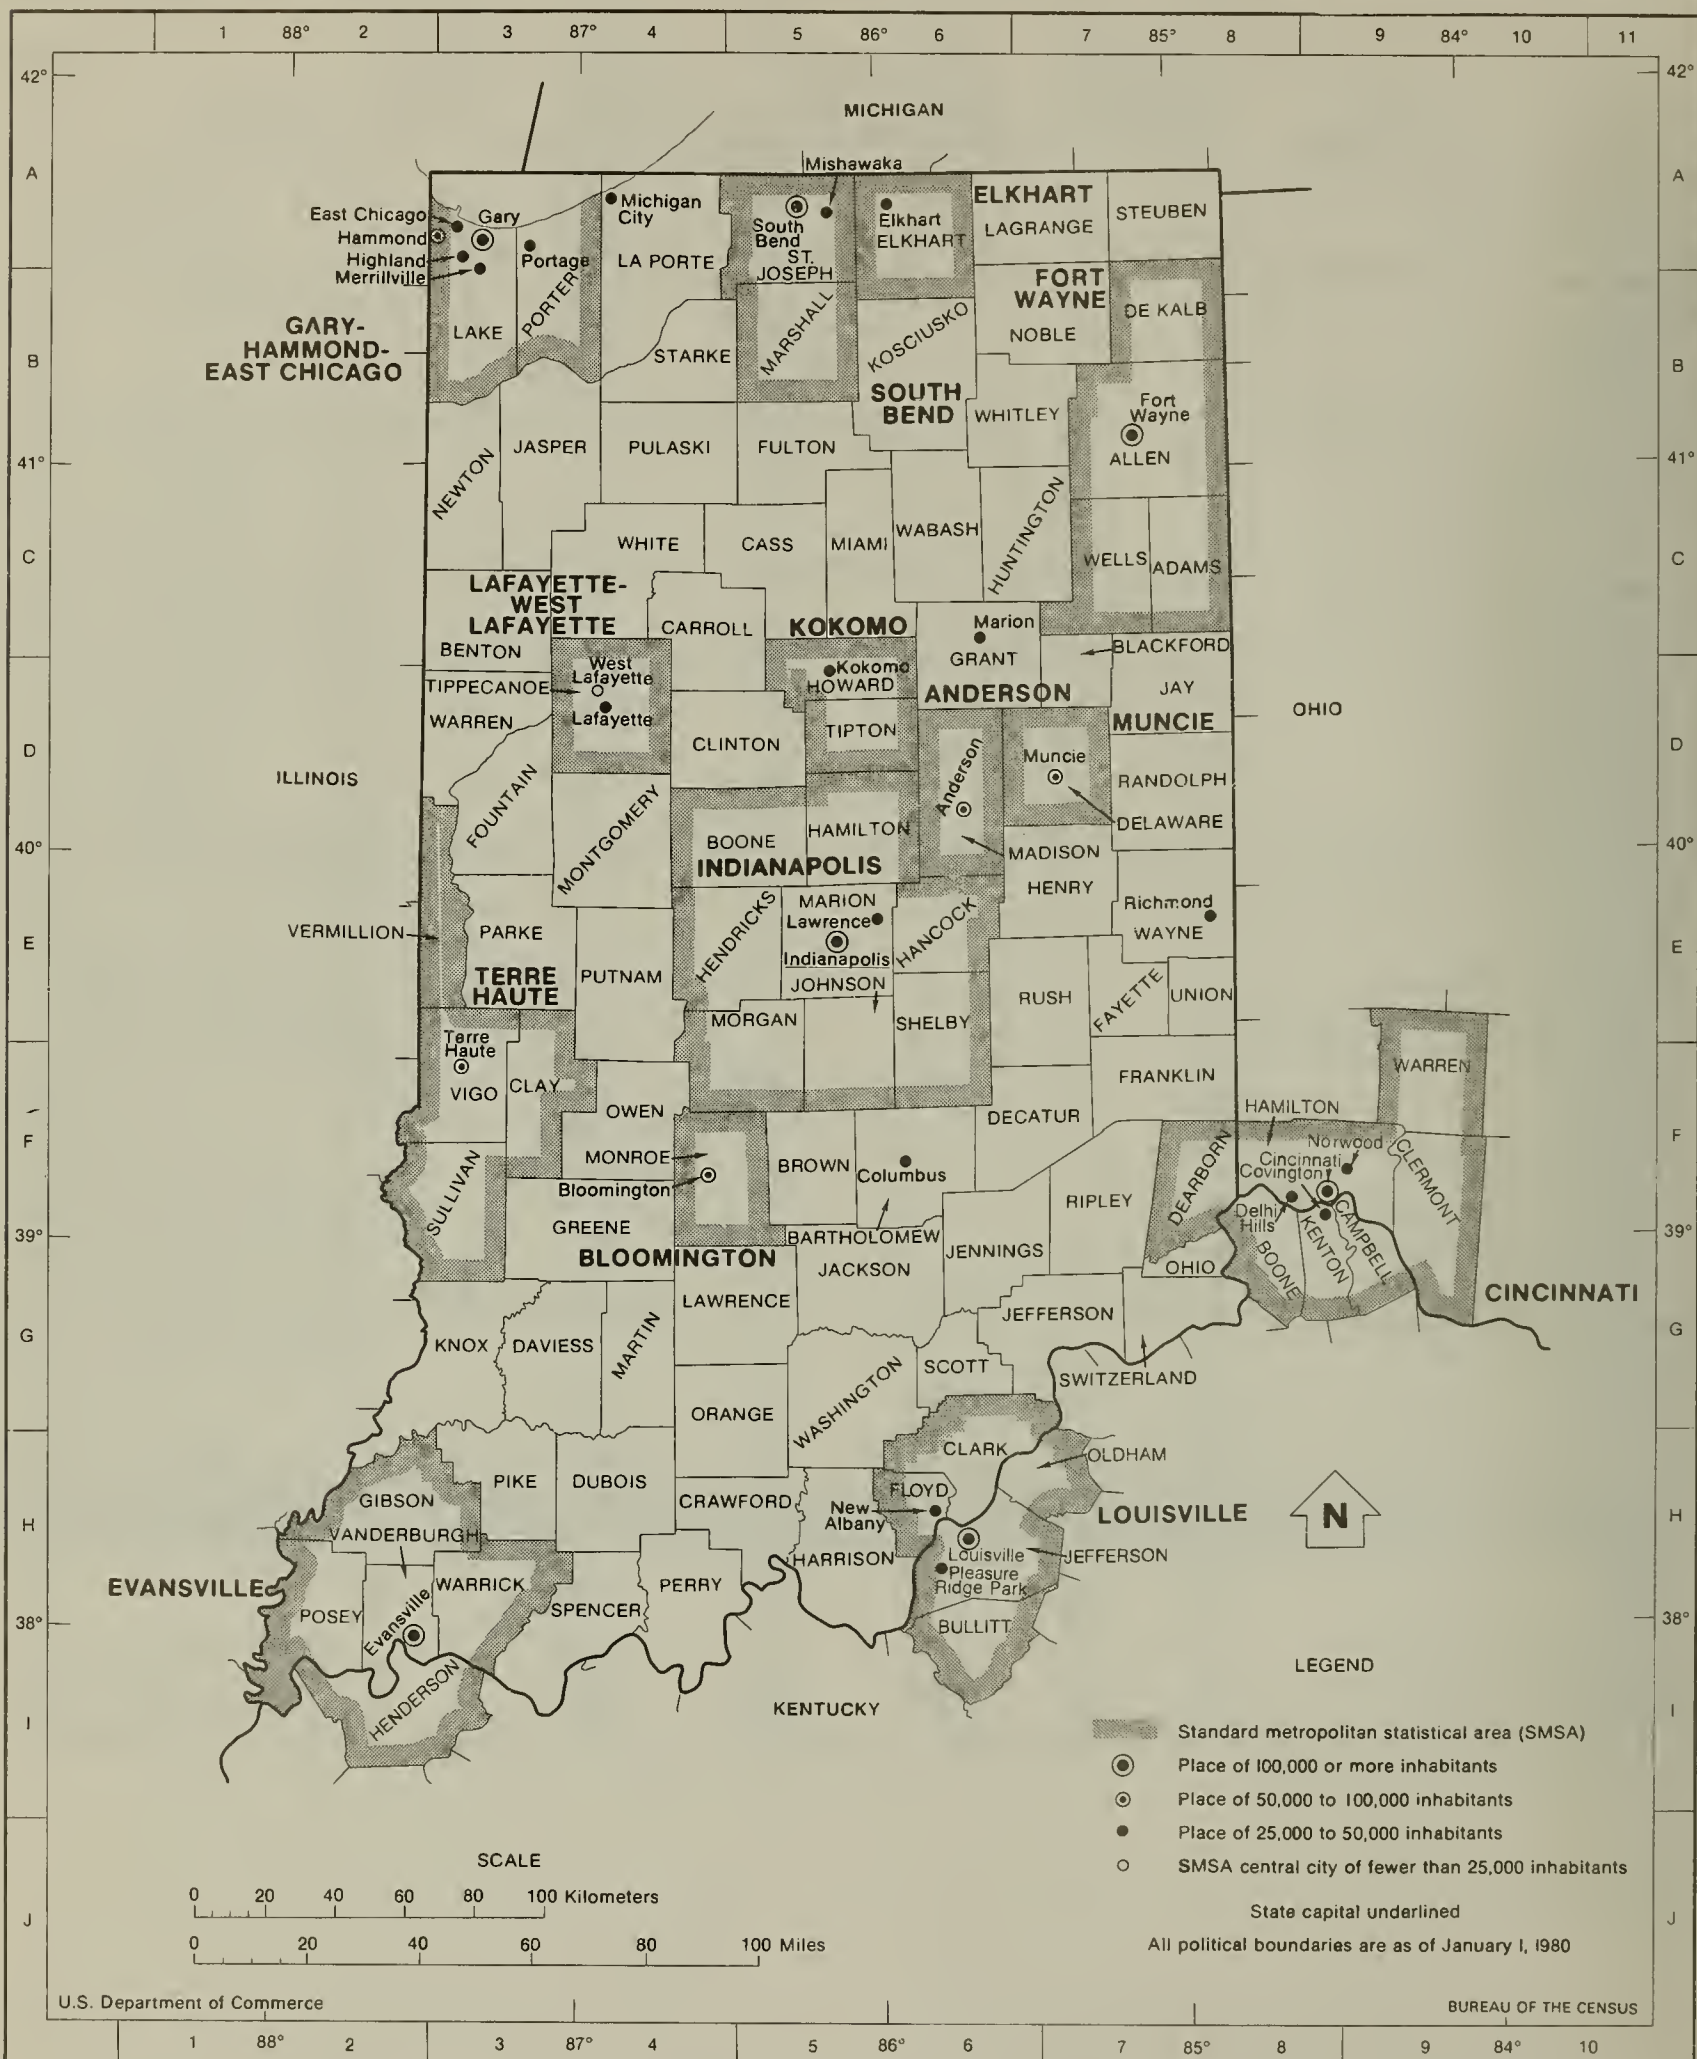 1 88° 2 3 87° 4 5 86° 6 7 85° 8 9 84° 10 11
42° 42°
MICHIGAN
A A
Mishawaka
ELKHART
Michigan
City
East Chicago
Gary
Hammond
Highland
Merrillville
Portage
South
Bend
ST.
JOSEPH
Elkhart
ELKHART
LAGRANGE
STEUBEN
LA PORTE
PORTER
LAKE
GARY-
HAMMOND-
EAST CHICAGO
FORT
WAYNE
DE KALB
NOBLE
MARSHALL
KOSCIUSKO
STARKE
B B
SOUTH
BEND
WHITLEY
Fort
Wayne
ALLEN
NEWTON
JASPER
PULASKI
FULTON
41° 41°
HUNTINGTON
WABASH
MIAMI
CASS
WHITE
WELLS
ADAMS
C C
LAFAYETTE-
WEST
LAFAYETTE
CARROLL
KOKOMO
Marion
GRANT
BLACKFORD
BENTON
West
Lafayette
TIPPECANOE
Lafayette
WARREN
Kokomo
HOWARD
ANDERSON
JAY
MUNCIE
OHIO
TIPTON
CLINTON
D D
Anderson
Muncie
RANDOLPH
DELAWARE
ILLINOIS
FOUNTAIN
MONTGOMERY
BOONE
HAMILTON
INDIANAPOLIS
MADISON
40° 40°
HENRY
Richmond
WAYNE
MARION
Lawrence
Indianapolis
JOHNSON
HENDRICKS
HANCOCK
VERMILLION
PARKE
E E
TERRE
HAUTE
PUTNAM
RUSH
FAYETTE
UNION
MORGAN
SHELBY
Terre
Haute
VIGO
CLAY
OWEN
FRANKLIN
WARREN
DECATUR
HAMILTON
F F
MONROE
Bloomington
BROWN
Columbus
Norwood
Cincinnati
Covington
CLERMONT
DEARBORN
Delhi
Hills
RIPLEY
SULLIVAN
GREENE
BLOOMINGTON
BARTHOLOMEW
JENNINGS
JACKSON
39° 39°
OHIO
BOONE
KENTON
CAMPBELL
CINCINNATI
LAWRENCE
JEFFERSON
G G
KNOX
DAVIESS
MARTIN
SCOTT
SWITZERLAND
WASHINGTON
ORANGE
CLARK
OLDHAM
PIKE
DUBOIS
GIBSON
FLOYD
New
Albany
CRAWFORD
LOUISVILLE
N
H H
VANDERBURGH
HARRISON
Louisville
Pleasure
Ridge Park
JEFFERSON
EVANSVILLE
WARRICK
PERRY
SPENCER
POSEY
Evansville
BULLITT
38° 38°
HENDERSON
KENTUCKY
LEGEND
I I
Standard metropolitan statistical area (SMSA)
Place of 100,000 or more inhabitants
Place of 50,000 to 100,000 inhabitants
Place of 25,000 to 50,000 inhabitants
SMSA central city of fewer than 25,000 inhabitants
SCALE
0 20 40 60 80 100 Kilometers
0 20 40 60 80 100 Miles
State capital underlined
All political boundaries are as of January 1, 1980
J J
U.S. Department of Commerce
BUREAU OF THE CENSUS
1 88° 2 3 87° 4 5 86° 6 7 85° 8 9 84° 10